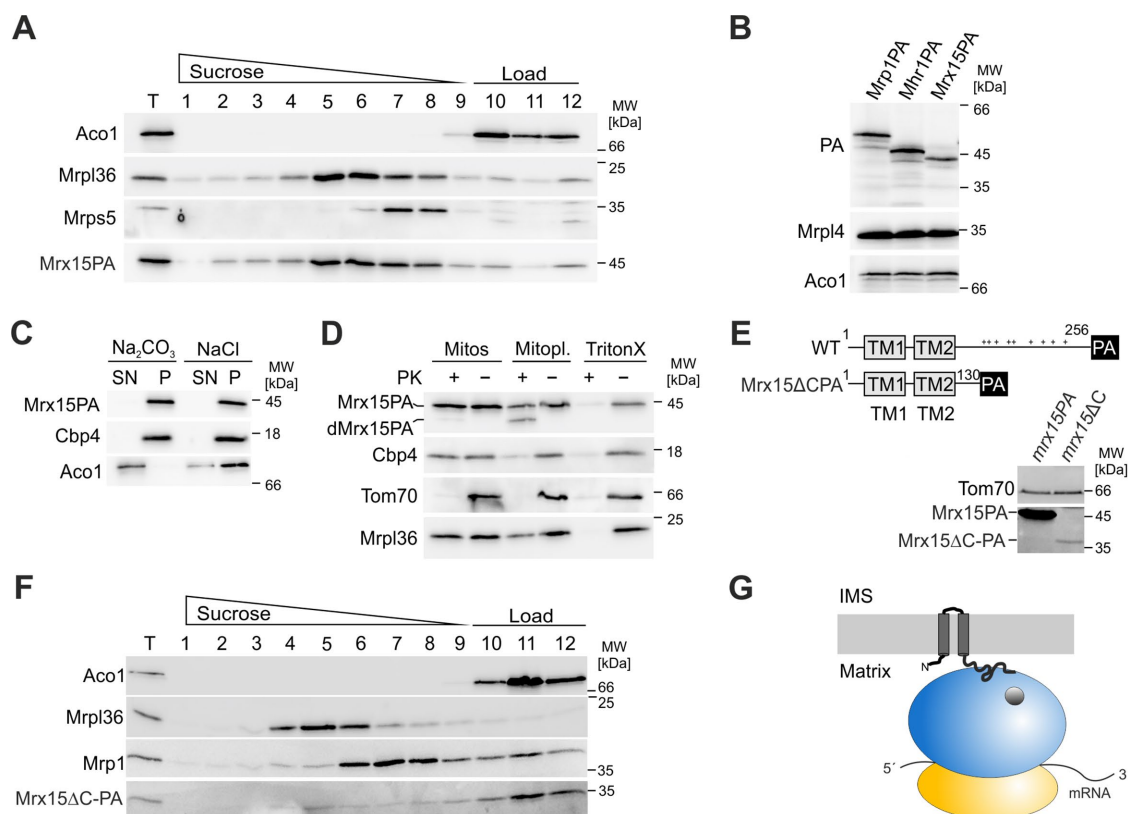 A
Sucrose
Load
T 1 2 3 4 5 6 7 8 9 10 11 12
MW
[kDa]
Aco1
66
25
Mrpl36
Mrps5
35
Mrx15PA
45
B
Mrp1PA
Mhr1PA
Mrx15PA
MW
[kDa]
66
PA
45
35
Mrpl4
35
Aco1
66
C
Na₂CO₃ NaCl
SN P SN P
MW
[kDa]
Mrx15PA
45
Cbp4
18
Aco1
66
D
Mitos Mitopl. TritonX
PK + − + − + −
MW
[kDa]
Mrx15PA
45
dMrx15PA
Cbp4
18
Tom70
66
25
Mrpl36
E
WT 1 TM1 TM2 ++ + ++ + + + + 256 PA
Mrx15ΔCPA 1 TM1 TM2 130 PA
TM1 TM2
mrx15PA
mrx15ΔC
MW
[kDa]
Tom70
66
Mrx15PA
45
Mrx15ΔC-PA
35
F
Sucrose
Load
T 1 2 3 4 5 6 7 8 9 10 11 12
MW
[kDa]
Aco1
66
25
Mrpl36
Mrp1
35
Mrx15ΔC-PA
35
G
IMS
Matrix
N
5´
3
mRNA